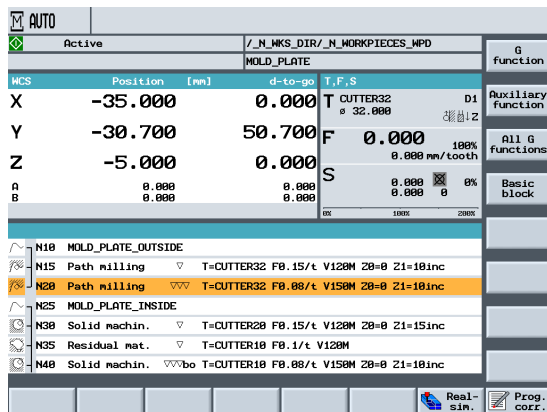 M AUTO
Active /_N_WKS_DIR/_N_WORKPIECES_WPD
MOLD_PLATE
G function
WCS Position [mm] d-to-go T,F,S
X -35.000 0.000 T CUTTER32 D1
ø 32.000 Z
Auxiliary function
Y -30.700 50.700 F 0.000 100%
0.000 mm/tooth
All G functions
Z -5.000 0.000
A 0.000 0.000 S 0.000 0%
B 0.000 0.000 0.000 0
Basic block
0% 100% 200%
N10 MOLD_PLATE_OUTSIDE
N15 Path milling ▽ T=CUTTER32 F0.15/t V120M Z0=0 Z1=10inc
N20 Path milling ▽▽▽ T=CUTTER32 F0.08/t V150M Z0=0 Z1=10inc
N25 MOLD_PLATE_INSIDE
N30 Solid machin. ▽ T=CUTTER20 F0.15/t V120M Z0=0 Z1=15inc
N35 Residual mat. ▽ T=CUTTER10 F0.1/t V120M
N40 Solid machin. ▽▽▽bo T=CUTTER10 F0.08/t V150M Z0=0 Z1=10inc
Real-sim.
Prog. corr.